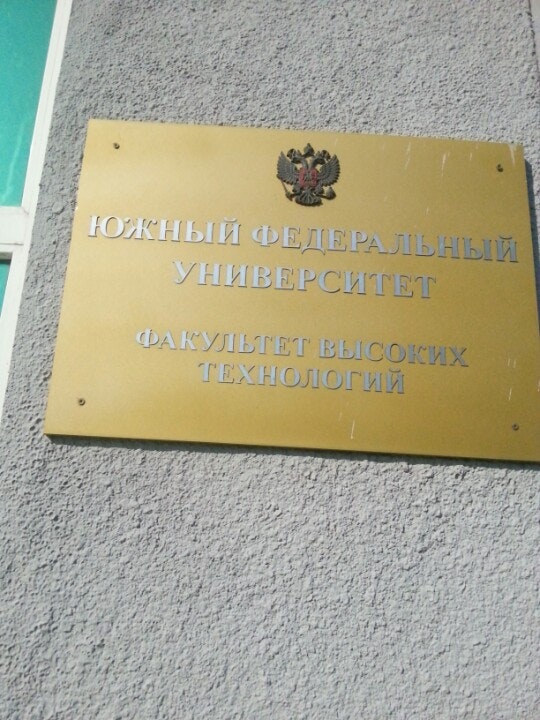 ЮЖНЫЙ ФЕДЕРАЛЬНЫЙ
УНИВЕРСИТЕТ
ФАКУЛЬТЕТ ВЫСОКИХ
ТЕХНОЛОГИЙ